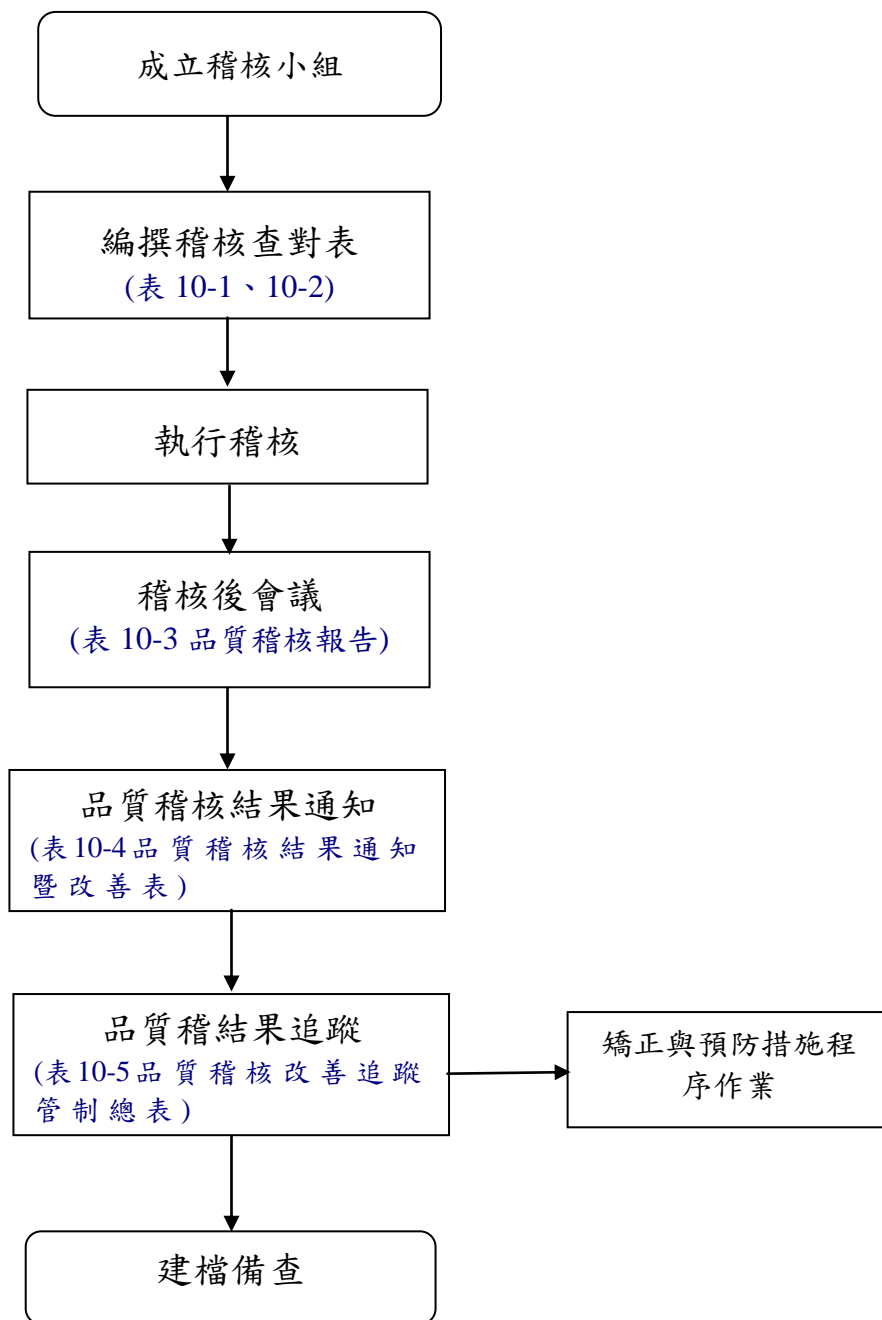 成立稽核小組
編撰稽核查對表
(表 10-1、10-2)
執行稽核
稽核後會議
(表 10-3 品質稽核報告)
品質稽核結果通知
(表10-4品質稽核結果通知
暨改善表)
品質稽結果追蹤
(表10-5品質稽核改善追蹤
管制總表)
矯正與預防措施程
序作業
建檔備查